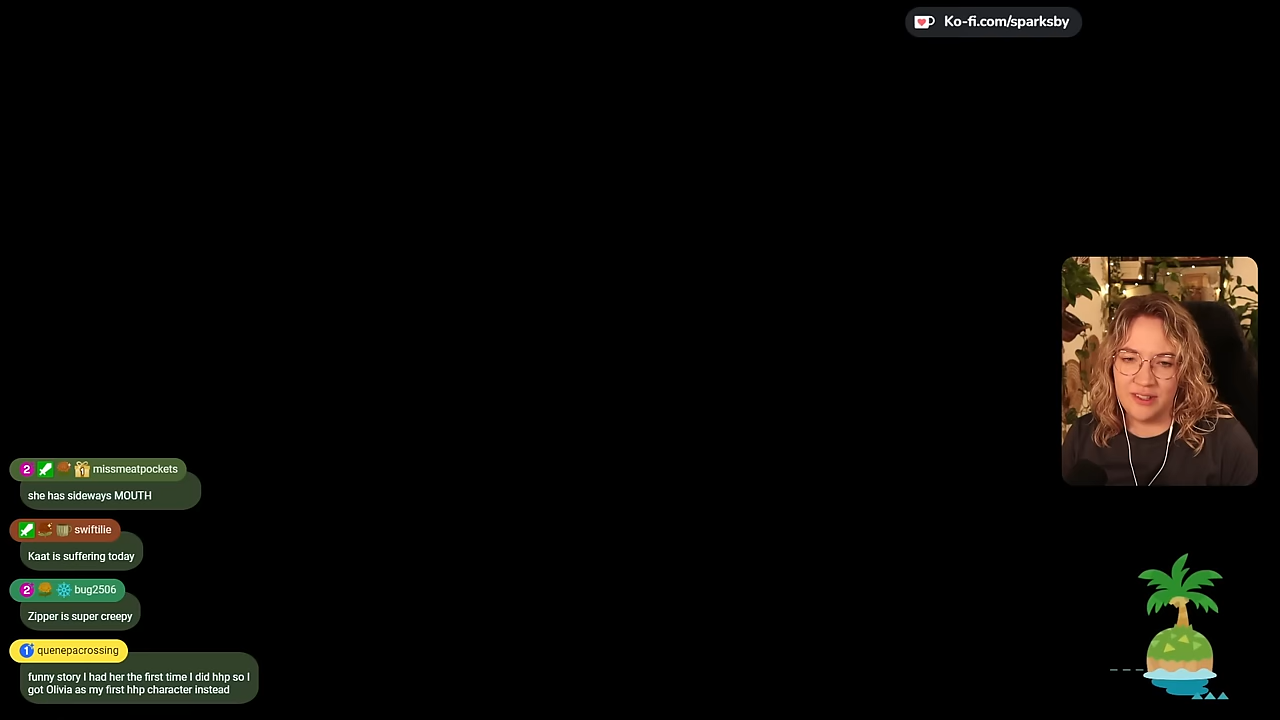 Ko-fi.com/sparksby
2 missmeatpockets
she has sideways MOUTH
swiftilie
Kaat is suffering today
2 bug2506
Zipper is super creepy
1 quenepacrossing
funny story I had her the first time I did hhp so I
got Olivia as my first hhp character instead